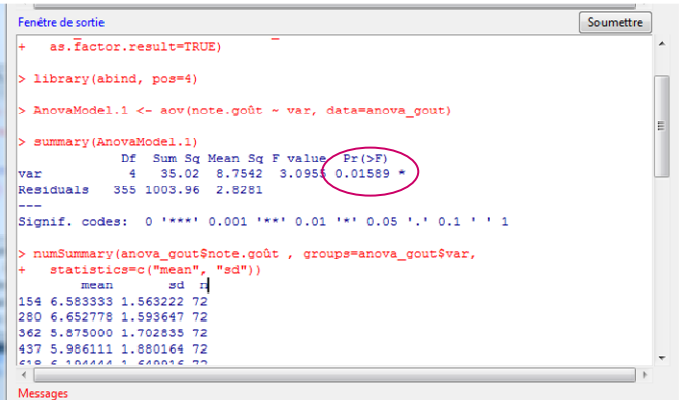 Fenêtre de sortie
Soumettre
+   as.factor.result=TRUE)
> library(abind, pos=4)
> AnovaModel.1 <- aov(note.goût ~ var, data=anova_gout)
> summary(AnovaModel.1)
Df Sum Sq Mean Sq F value Pr(>F)
var 4 35.02 8.7542 3.0955 0.01589 *
Residuals 355 1003.96 2.8281
---
Signif. codes: 0 '***' 0.001 '**' 0.01 '*' 0.05 '.' 0.1 ' ' 1
> numSummary(anova_gout$note.goût , groups=anova_gout$var,
+   statistics=c("mean", "sd"))
mean sd n
154 6.583333 1.563222 72
280 6.652778 1.593647 72
362 5.875000 1.702835 72
437 5.986111 1.880164 72
Messages